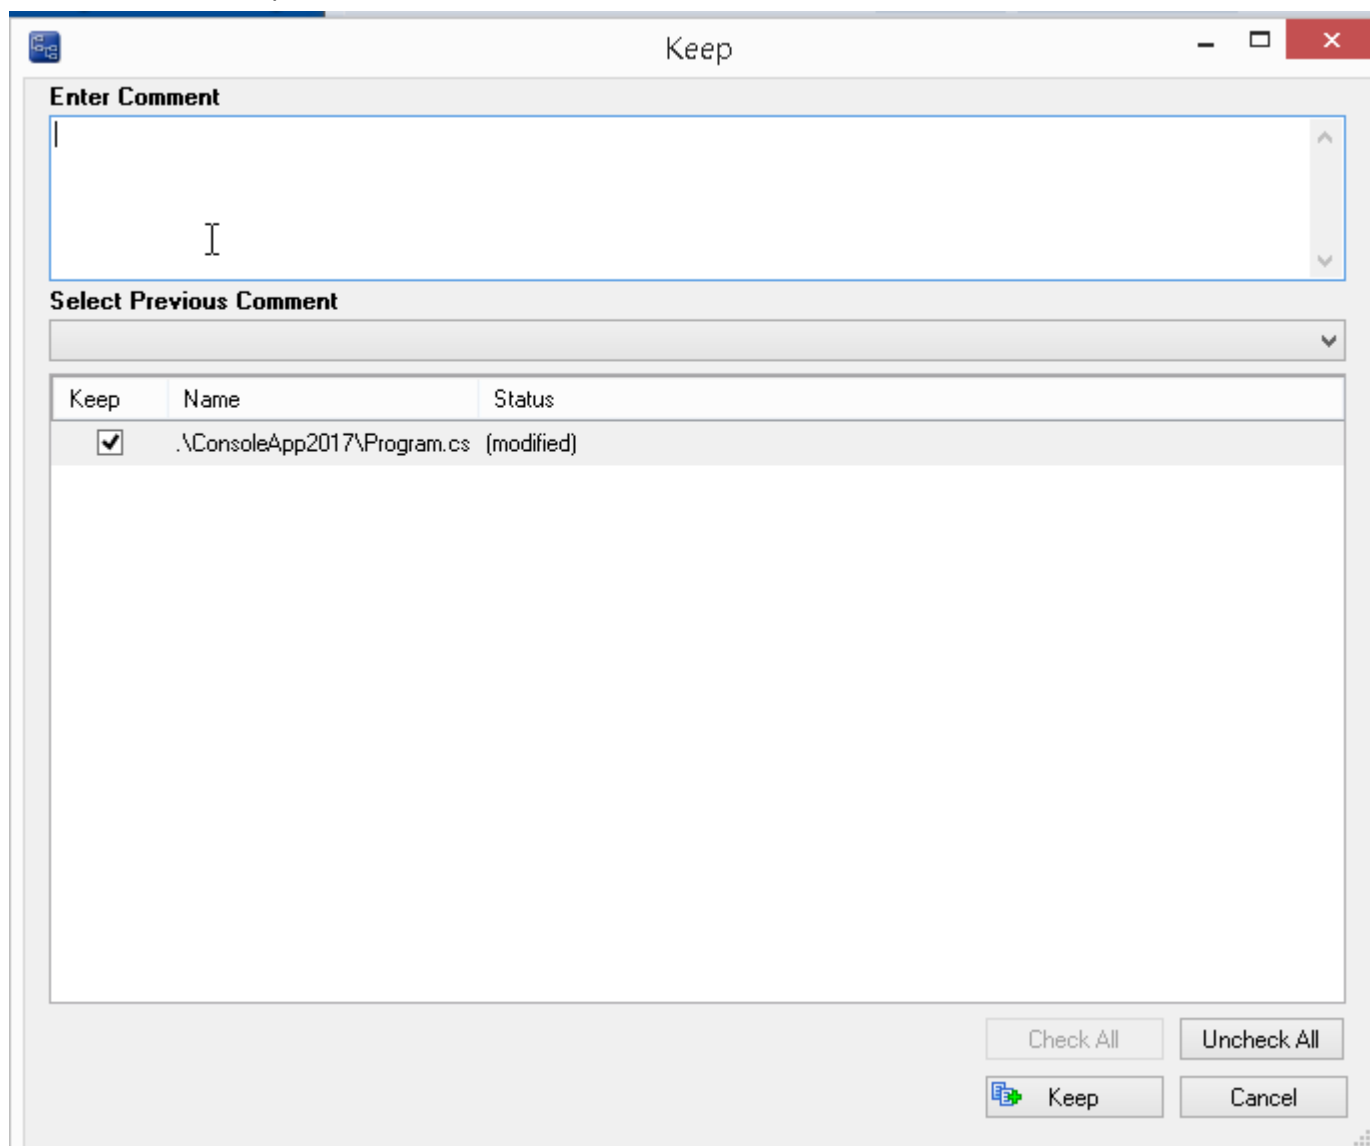 Keep
Enter Comment
Select Previous Comment
Keep Name Status
.\ConsoleApp2017\Program.cs (modified)
Check All Uncheck All
Keep Cancel